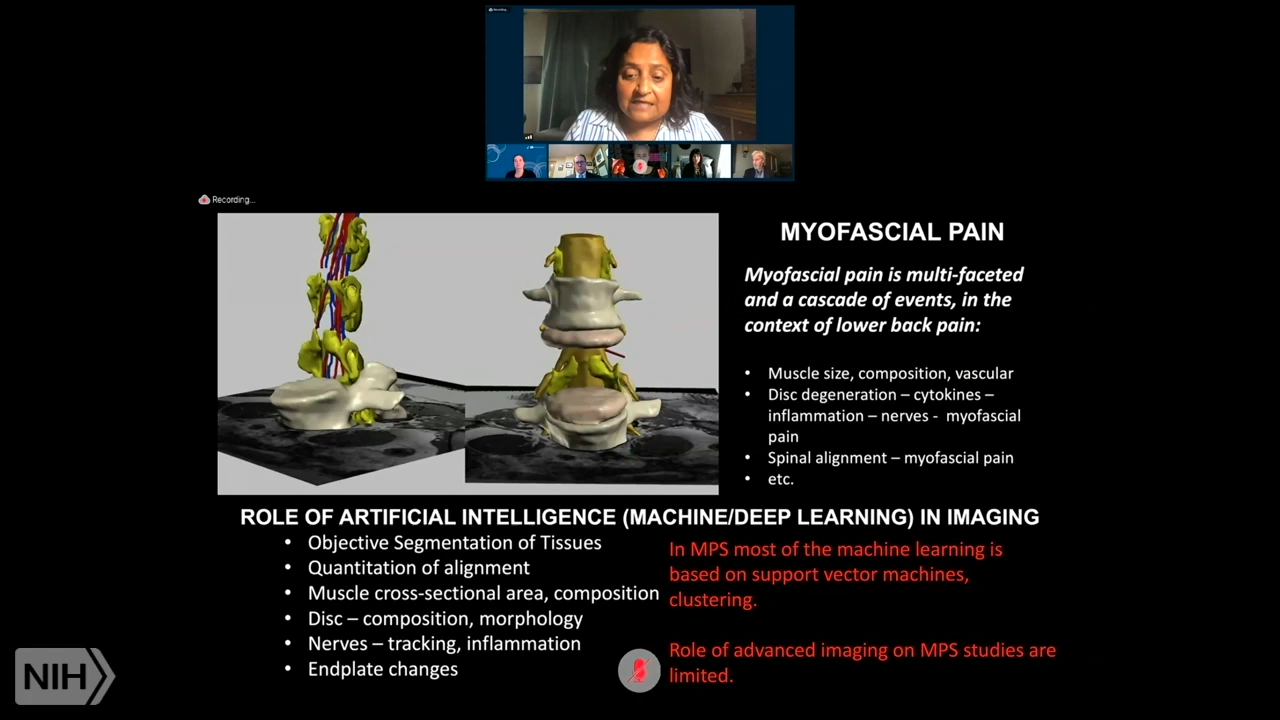 Recording...
Recording...
MYOFASCIAL PAIN
Myofascial pain is multi-faceted
and a cascade of events, in the
context of lower back pain:
• Muscle size, composition, vascular
• Disc degeneration – cytokines –
inflammation – nerves - myofascial
pain
• Spinal alignment – myofascial pain
• etc.
ROLE OF ARTIFICIAL INTELLIGENCE (MACHINE/DEEP LEARNING) IN IMAGING
• Objective Segmentation of Tissues
• Quantitation of alignment
• Muscle cross-sectional area, composition
• Disc – composition, morphology
• Nerves – tracking, inflammation
• Endplate changes
In MPS most of the machine learning is
based on support vector machines,
clustering.
Role of advanced imaging on MPS studies are
limited.
NIH